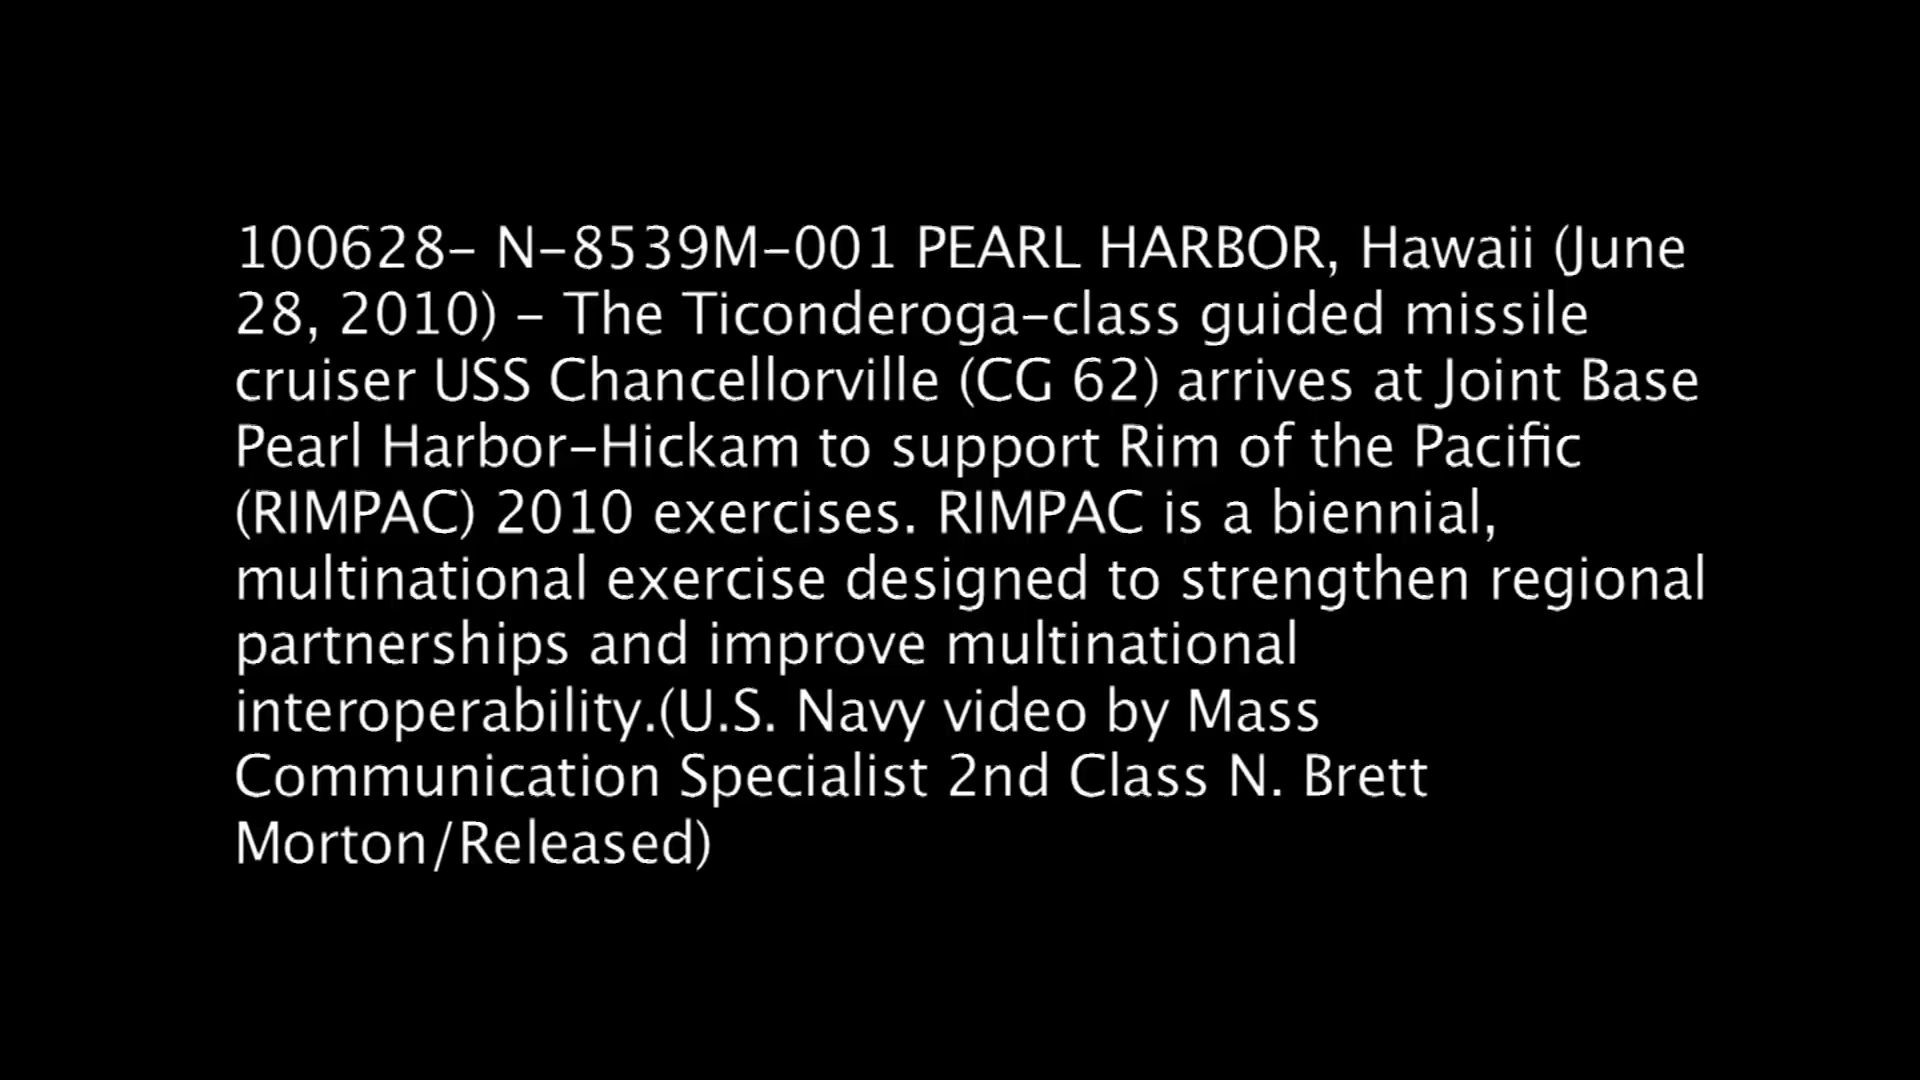 100628- N-8539M-001 PEARL HARBOR, Hawaii (June
28, 2010) - The Ticonderoga-class guided missile
cruiser USS Chancellorville (CG 62) arrives at Joint Base
Pearl Harbor-Hickam to support Rim of the Pacific
(RIMPAC) 2010 exercises. RIMPAC is a biennial,
multinational exercise designed to strengthen regional
partnerships and improve multinational
interoperability.(U.S. Navy video by Mass
Communication Specialist 2nd Class N. Brett
Morton/Released)